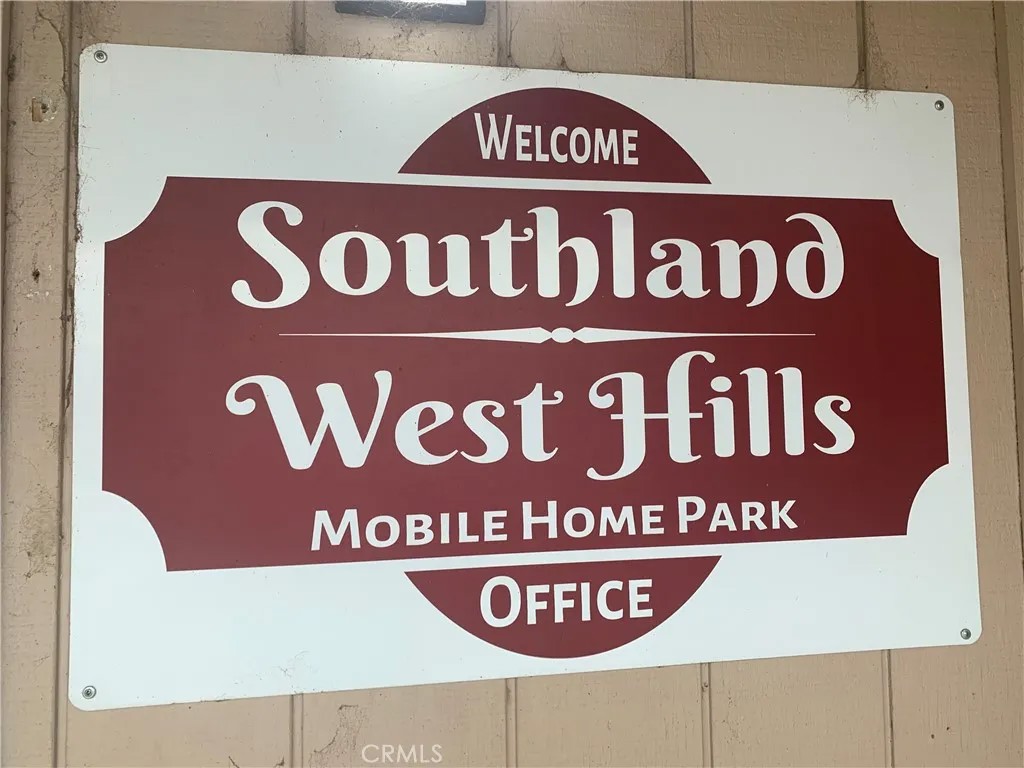 WELCOME
Southland
West Hills
MOBILE HOME PARK
OFFICE
CRMLS